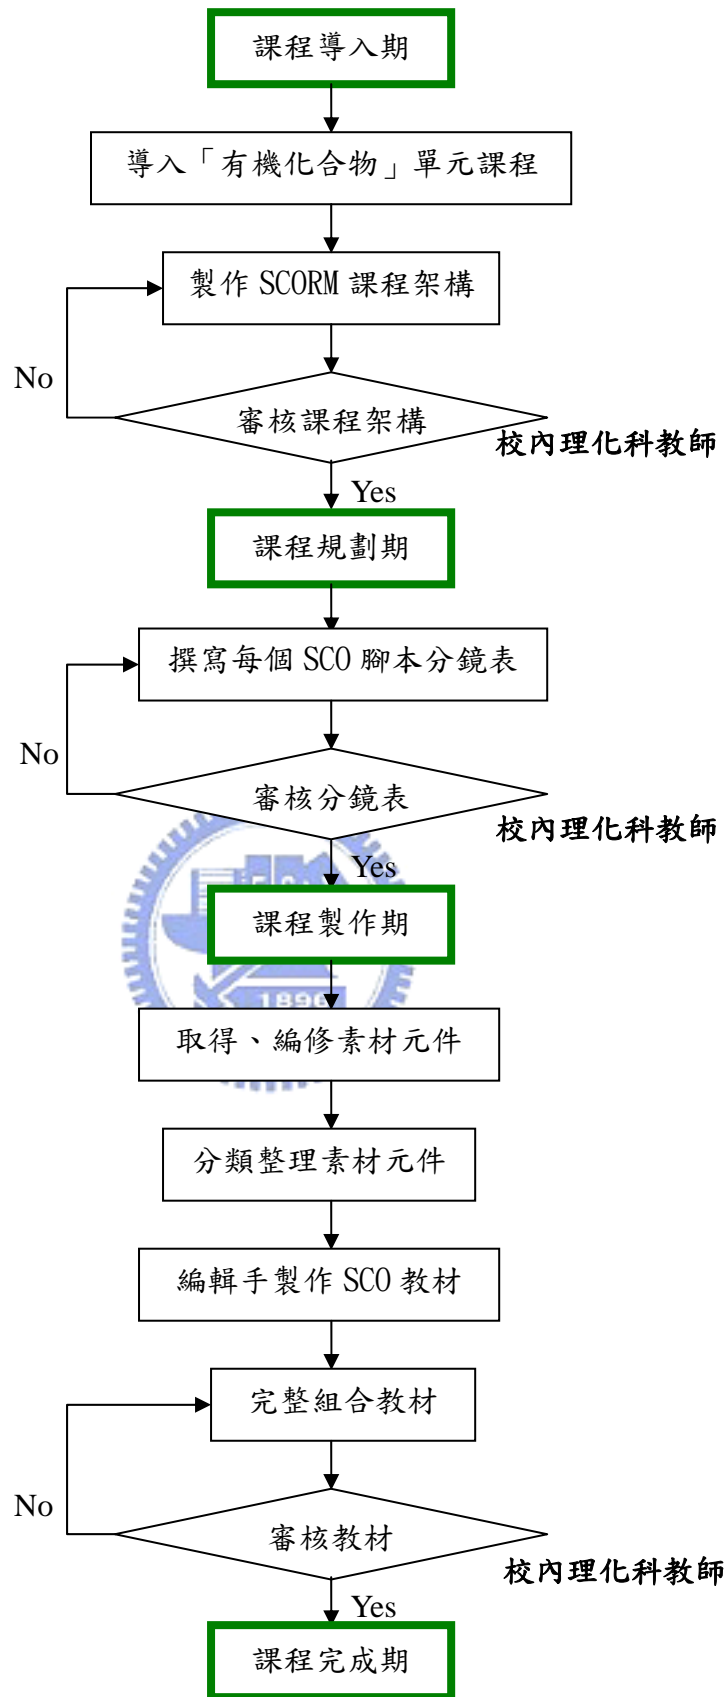 課程導入期
導入「有機化合物」單元課程
製作 SCORM 課程架構
No
審核課程架構
校內理化科教師
Yes
課程規劃期
撰寫每個 SCO 腳本分鏡表
No
審核分鏡表
校內理化科教師
Yes
課程製作期
1896
取得、編修素材元件
分類整理素材元件
編輯手製作 SCO 教材
完整組合教材
No
審核教材
校內理化科教師
Yes
課程完成期